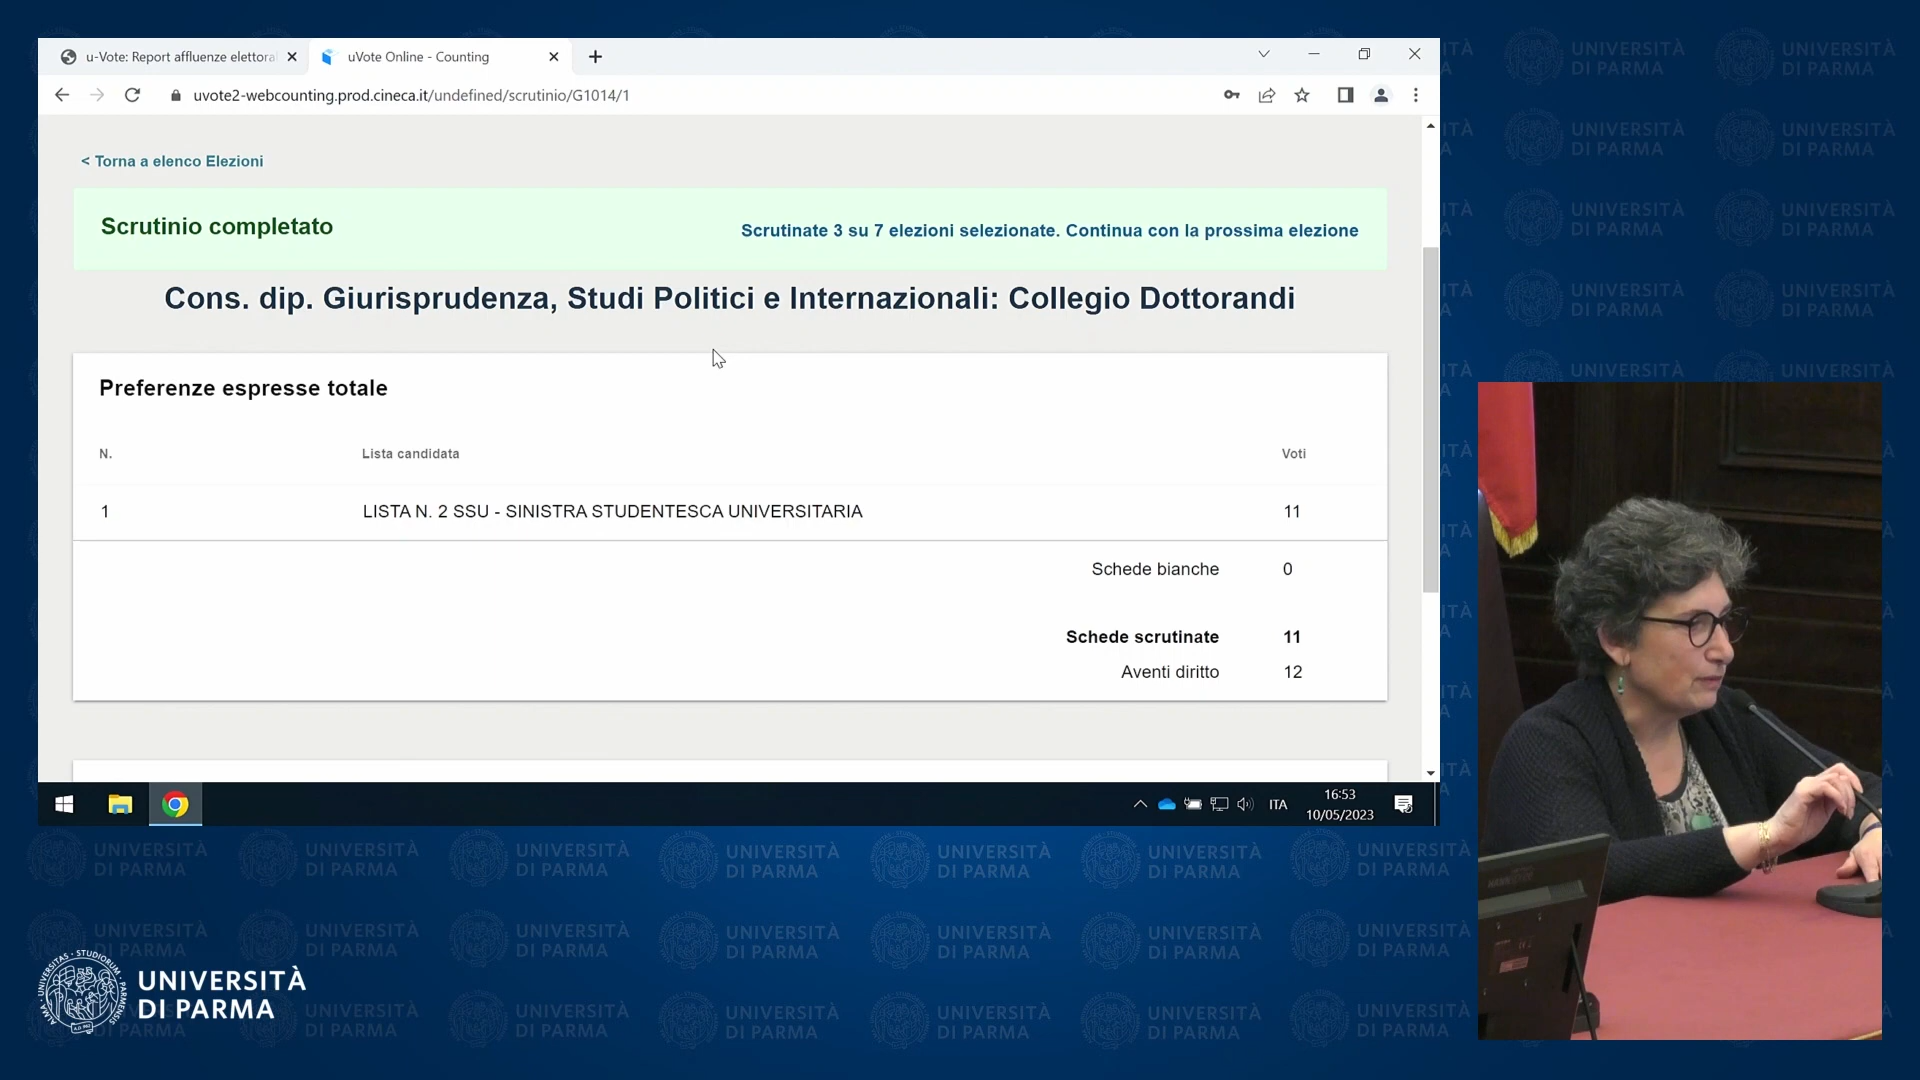 u-Vote: Report affluenze elettora
uVote Online - Counting
uvote2-webcounting.prod.cineca.it/undefined/scrutinio/G1014/1
< Torna a elenco Elezioni
Scrutinio completato
Scrutinate 3 su 7 elezioni selezionate. Continua con la prossima elezione
Cons. dip. Giurisprudenza, Studi Politici e Internazionali: Collegio Dottorandi
Preferenze espresse totale
N. Lista candidata Voti
1 LISTA N. 2 SSU - SINISTRA STUDENTESCA UNIVERSITARIA 11
Schede bianche 0
Schede scrutinate 11
Aventi diritto 12
ITA
16:53
10/05/2023
UNIVERSITÀ
DI PARMA